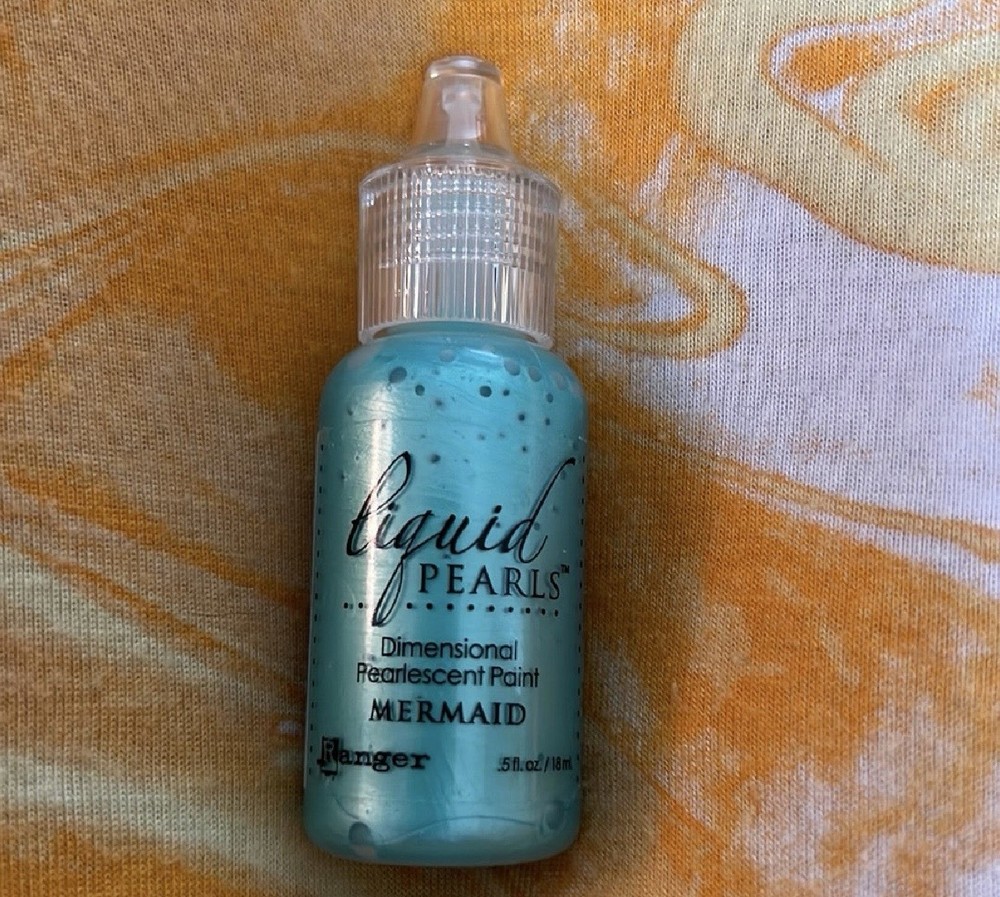 liquid
PEARLS™
Dimensional
Pearlescent Paint
MERMAID
Ranger
.5 fl. oz. / 18 ml